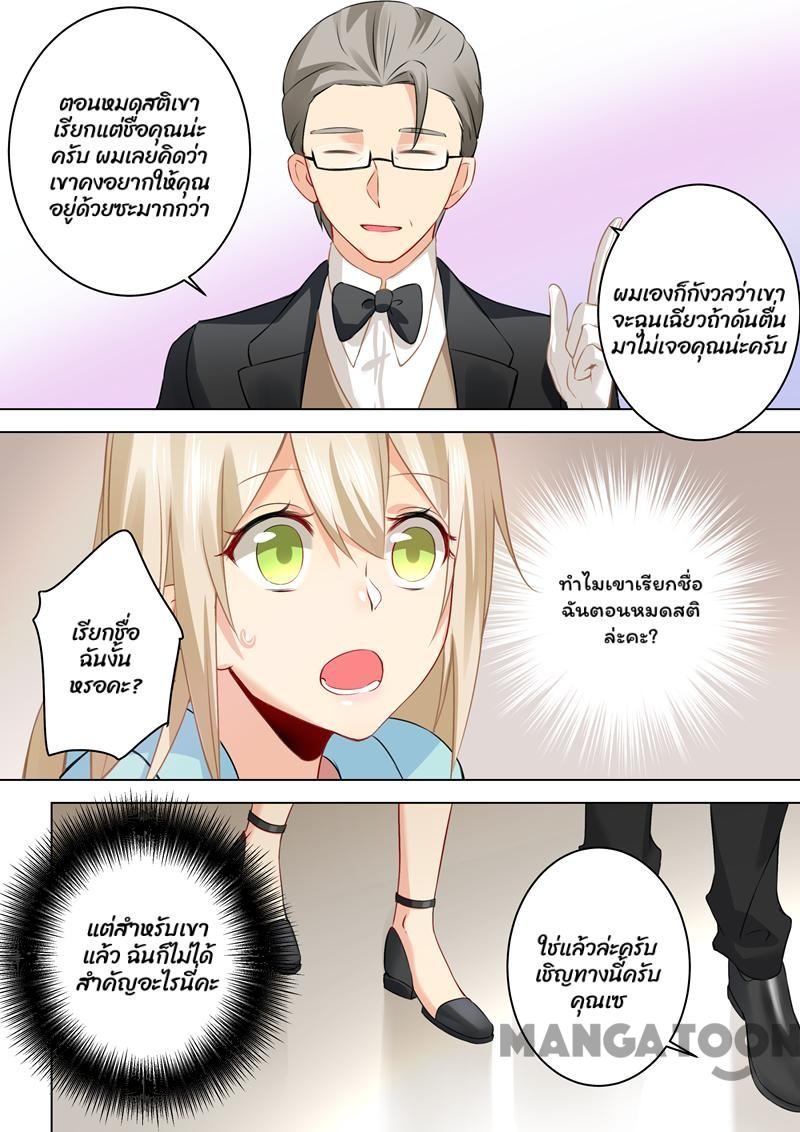 ตอนหมดสติเขา
เรียกแต่ชื่อคุณน่ะ
ครับ ผมเลยคิดว่า
เขาคงอยากให้คุณ
อยู่ด้วยซะมากกว่า
ผมเองก็กังวลว่าเขา
จะฉุนเฉียวถ้าดันตื่น
มาไม่เจอคุณน่ะครับ
เรียกชื่อ
ฉันงั้น
หรอคะ?
ทำไมเขาเรียกชื่อ
ฉันตอนหมดสติ
ล่ะคะ?
แต่สำหรับเขา
แล้ว ฉันก็ไม่ได้
สำคัญอะไรนี่คะ
ใช่แล้วล่ะครับ
เชิญทางนี้ครับ
คุณเซ
MANGATOON